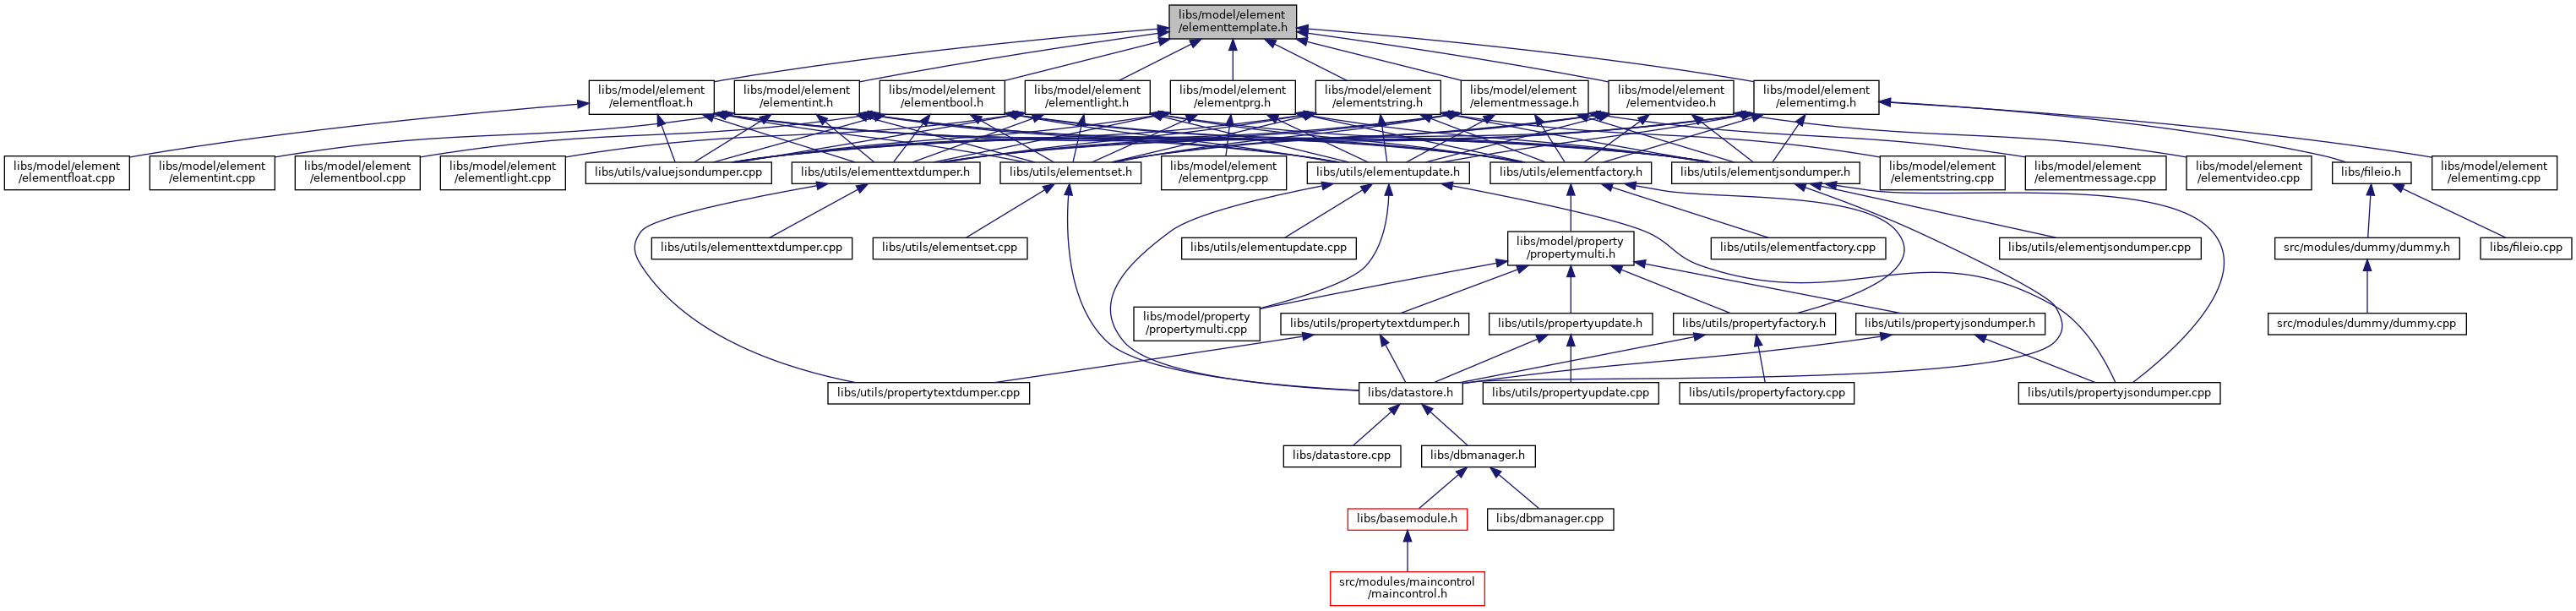 libs/model/element
/elementtemplate.h
libs/model/element
/elementfloat.h
libs/model/element
/elementint.h
libs/model/element
/elementbool.h
libs/model/element
/elementlight.h
libs/model/element
/elementprg.h
libs/model/element
/elementstring.h
libs/model/element
/elementmessage.h
libs/model/element
/elementvideo.h
libs/model/element
/elementimg.h
libs/model/element
/elementfloat.cpp
libs/model/element
/elementint.cpp
libs/model/element
/elementbool.cpp
libs/model/element
/elementlight.cpp
libs/utils/valuejsondumper.cpp
libs/utils/elementtextdumper.h
libs/utils/elementset.h
libs/model/element
/elementprg.cpp
libs/utils/elementupdate.h
libs/utils/elementfactory.h
libs/utils/elementjsondumper.h
libs/model/element
/elementstring.cpp
libs/model/element
/elementmessage.cpp
libs/model/element
/elementvideo.cpp
libs/fileio.h
libs/model/element
/elementimg.cpp
libs/utils/elementtextdumper.cpp
libs/utils/elementset.cpp
libs/utils/elementupdate.cpp
libs/model/property
/propertymulti.h
libs/utils/elementfactory.cpp
libs/utils/elementjsondumper.cpp
src/modules/dummy/dummy.h
libs/fileio.cpp
libs/model/property
/propertymulti.cpp
libs/utils/propertytextdumper.h
libs/utils/propertyupdate.h
libs/utils/propertyfactory.h
libs/utils/propertyjsondumper.h
src/modules/dummy/dummy.cpp
libs/utils/propertytextdumper.cpp
libs/datastore.h
libs/utils/propertyupdate.cpp
libs/utils/propertyfactory.cpp
libs/utils/propertyjsondumper.cpp
libs/datastore.cpp
libs/dbmanager.h
libs/basemodule.h
libs/dbmanager.cpp
src/modules/maincontrol
/maincontrol.h